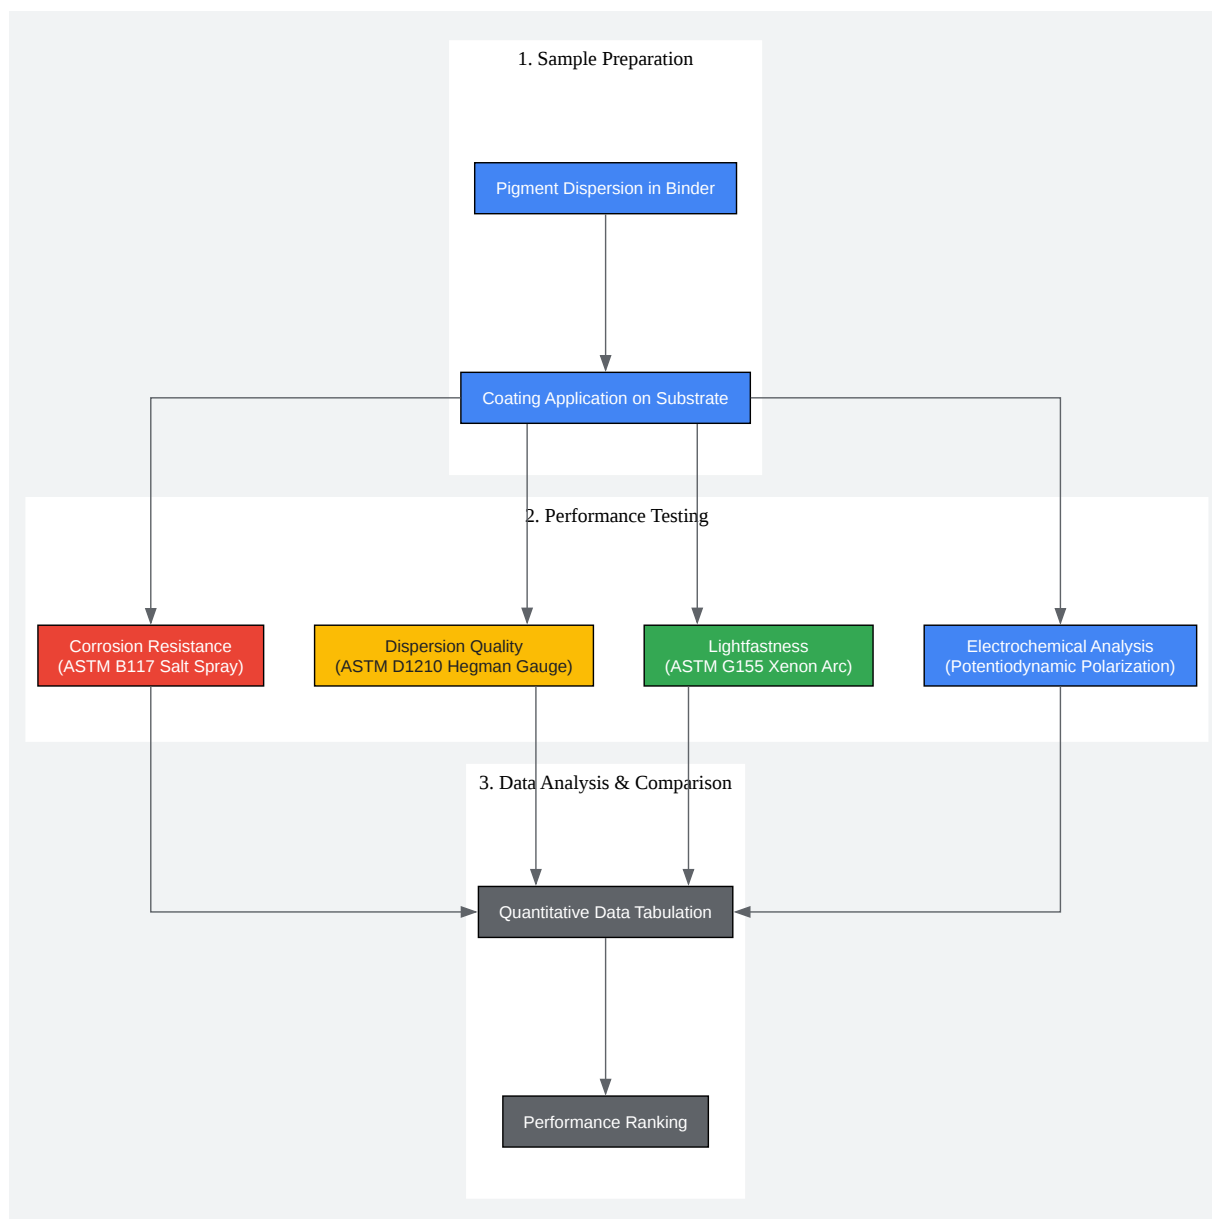 1. Sample Preparation
Pigment Dispersion in Binder
Coating Application on Substrate
2. Performance Testing
Corrosion Resistance
(ASTM B117 Salt Spray)
Dispersion Quality
(ASTM D1210 Hegman Gauge)
Lightfastness
(ASTM G155 Xenon Arc)
Electrochemical Analysis
(Potentiodynamic Polarization)
3. Data Analysis & Comparison
Quantitative Data Tabulation
Performance Ranking